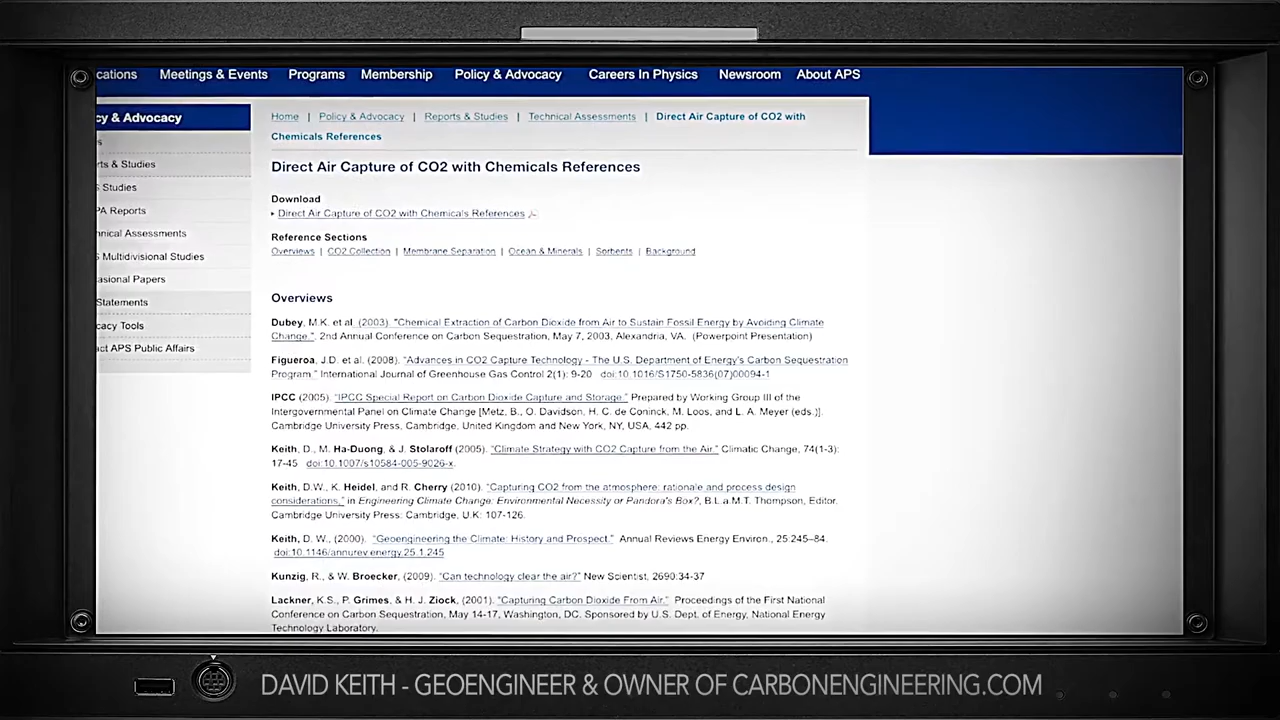 cations Meetings & Events Programs Membership Policy & Advocacy Careers In Physics Newsroom About APS
cy & Advocacy
s
rts & Studies
S Studies
PA Reports
hnical Assessments
S Multidivisional Studies
asional Papers
Statements
cacy Tools
act APS Public Affairs
Home | Policy & Advocacy | Reports & Studies | Technical Assessments | Direct Air Capture of CO2 with
Chemicals References
Direct Air Capture of CO2 with Chemicals References
Download
Direct Air Capture of CO2 with Chemicals References
Reference Sections
Overviews | CO2 Collection | Membrane Separation | Ocean & Minerals | Sorbents | Background
Overviews
Dubey, M.K. et al. (2003). "Chemical Extraction of Carbon Dioxide from Air to Sustain Fossil Energy by Avoiding Climate
Change.". 2nd Annual Conference on Carbon Sequestration, May 7, 2003, Alexandria, VA. (Powerpoint Presentation)
Figueroa, J.D. et al. (2008). "Advances in CO2 Capture Technology - The U.S. Department of Energy's Carbon Sequestration
Program." International Journal of Greenhouse Gas Control 2(1): 9-20 doi:10.1016/S1750-5836(07)00094-1
IPCC (2005). "IPCC Special Report on Carbon Dioxide Capture and Storage." Prepared by Working Group III of the
Intergovernmental Panel on Climate Change [Metz, B., O. Davidson, H. C. de Coninck, M. Loos, and L. A. Meyer (eds.)].
Cambridge University Press, Cambridge, United Kingdom and New York, NY, USA, 442 pp.
Keith, D., M. Ha-Duong, & J. Stolaroff (2005). "Climate Strategy with CO2 Capture from the Air." Climatic Change, 74(1-3):
17-45 doi:10.1007/s10584-005-9026-x.
Keith, D.W., K. Heidel, and R. Cherry (2010). "Capturing CO2 from the atmosphere: rationale and process design
considerations," in Engineering Climate Change: Environmental Necessity or Pandora's Box?, B.L.a.M.T. Thompson, Editor.
Cambridge University Press: Cambridge, U.K: 107-126.
Keith, D. W., (2000). "Geoengineering the Climate: History and Prospect." Annual Reviews Energy Environ., 25:245–84.
doi:10.1146/annurev.energy.25.1.245
Kunzig, R., & W. Broecker, (2009). "Can technology clear the air?" New Scientist, 2690:34-37
Lackner, K.S., P. Grimes, & H. J. Ziock, (2001). "Capturing Carbon Dioxide From Air." Proceedings of the First National
Conference on Carbon Sequestration, May 14-17, Washington, DC. Sponsored by U.S. Dept. of Energy, National Energy
Technology Laboratory.
DAVID KEITH - GEOENGINEER & OWNER OF CARBONENGINEERING.COM